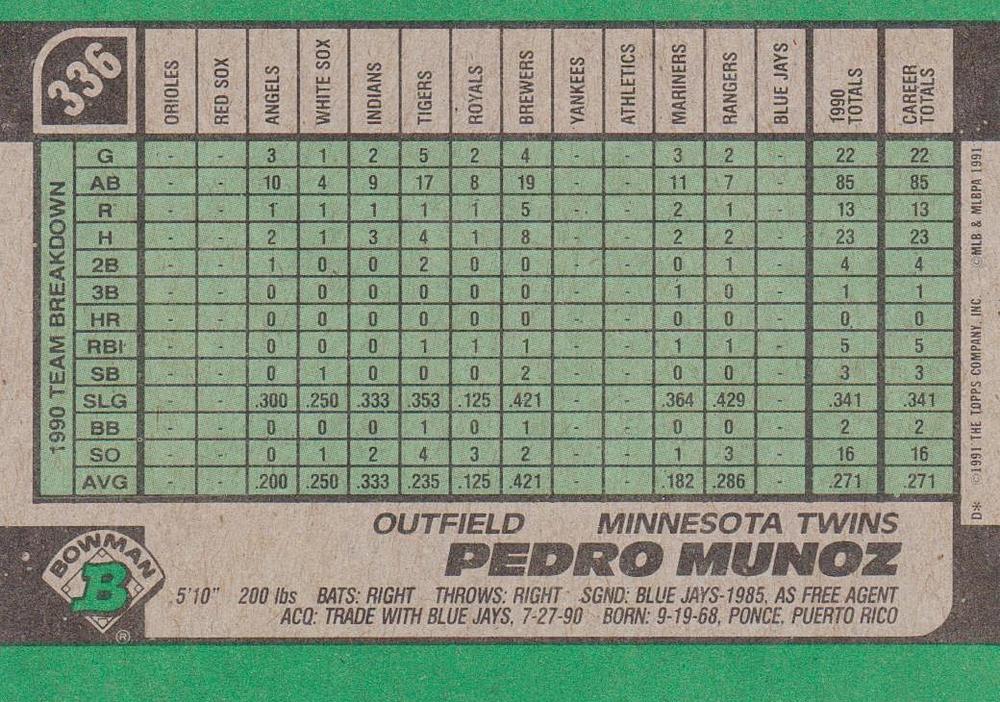 336 ORIOLES RED SOX ANGELS WHITE SOX INDIANS TIGERS ROYALS BREWERS YANKEES ATHLETICS MARINERS RANGERS BLUE JAYS 1990 TOTALS CAREER TOTALS
1990 TEAM BREAKDOWN
G - - 3 1 2 5 2 4 - - 3 2 - 22 22
AB - - 10 4 9 17 8 19 - - 11 7 - 85 85
R - - 1 1 1 1 1 5 - - 2 1 - 13 13
H - - 2 1 3 4 1 8 - - 2 2 - 23 23
2B - - 1 0 0 2 0 0 - - 0 1 - 4 4
3B - - 0 0 0 0 0 0 - - 1 0 - 1 1
HR - - 0 0 0 0 0 0 - - 0 0 - 0 0
RBI - - 0 0 0 1 1 1 - - 1 1 - 5 5
SB - - 0 1 0 0 0 2 - - 0 0 - 3 3
SLG - - .300 .250 .333 .353 .125 .421 - - .364 .429 - .341 .341
BB - - 0 0 0 1 0 1 - - 0 0 - 2 2
SO - - 0 1 2 4 3 2 - - 1 3 - 16 16
AVG - - .200 .250 .333 .235 .125 .421 - - .182 .286 - .271 .271
D* ©1991 THE TOPPS COMPANY, INC ©MLB & MLBPA 1991
OUTFIELD MINNESOTA TWINS
PEDRO MUNOZ
BOWMAN
B
®
5'10" 200 lbs BATS: RIGHT THROWS: RIGHT SGND: BLUE JAYS-1985, AS FREE AGENT
ACQ: TRADE WITH BLUE JAYS, 7-27-90 BORN: 9-19-68, PONCE, PUERTO RICO